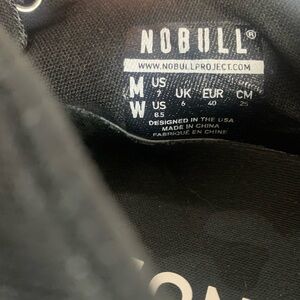 NOBULL®
WWW.NOBULLPROJECT.COM
M US 7 UK EUR CM
W US 8.5 6 40 25
DESIGNED IN THE USA
MADE IN CHINA
FABRIQUÉ EN CHINE